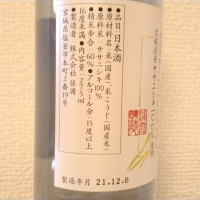 ●品目 日本酒
●原材料名:米(国産)、米こうじ(国産米)
●原料米:ササニシキ100%
●精米歩合:60% ●アルコール分:15度以上
16度未満 ●内容量:275ml
●製造者:株式会社 佐浦
宮城県塩釜市本町2番19号
製造年月 21.12.B